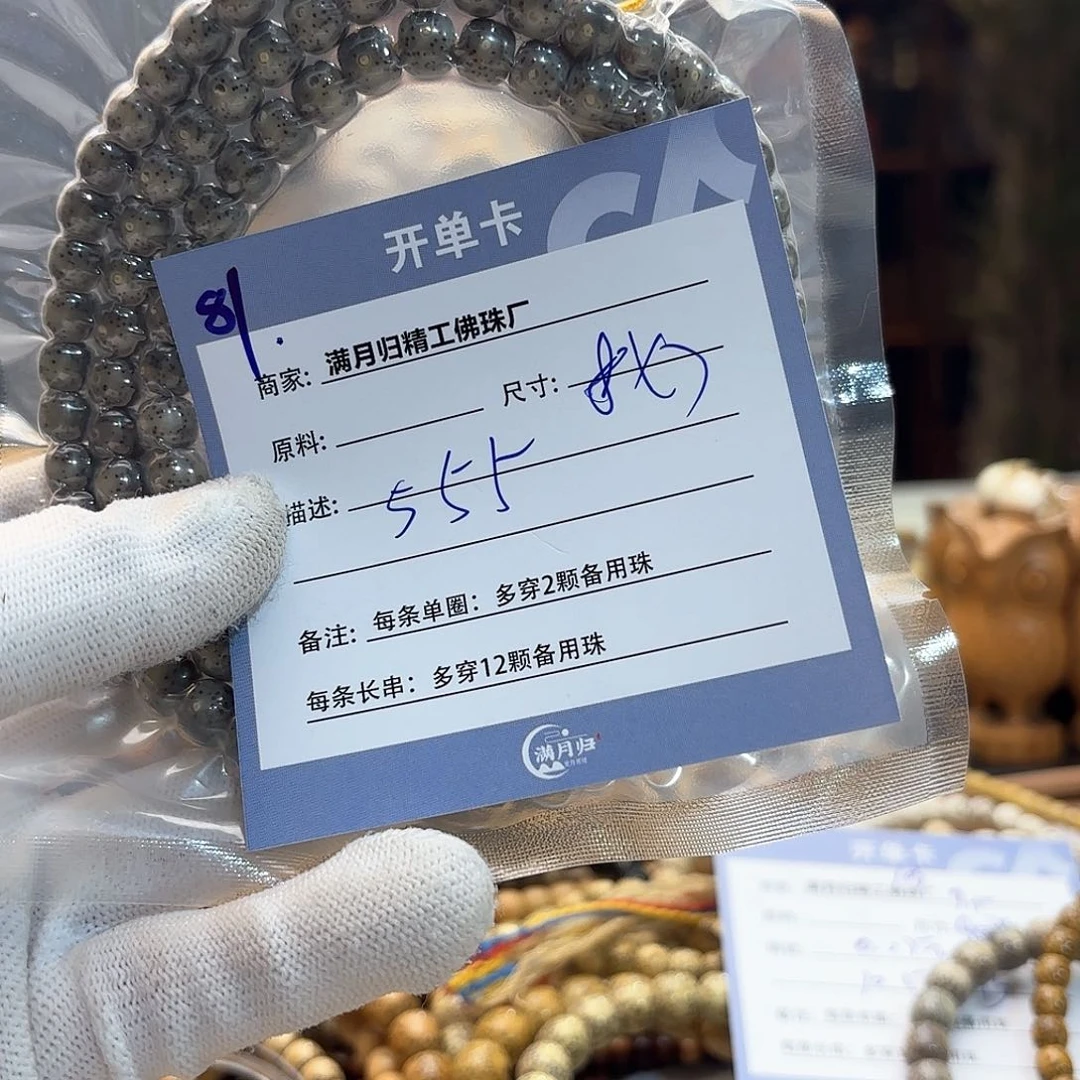 开单卡
81
商家: 满月归精工佛珠厂
原料: 尺寸:
描述: 555
备注: 每条单圈：多穿2颗备用珠
每条长串：多穿12颗备用珠
满月归
开单卡